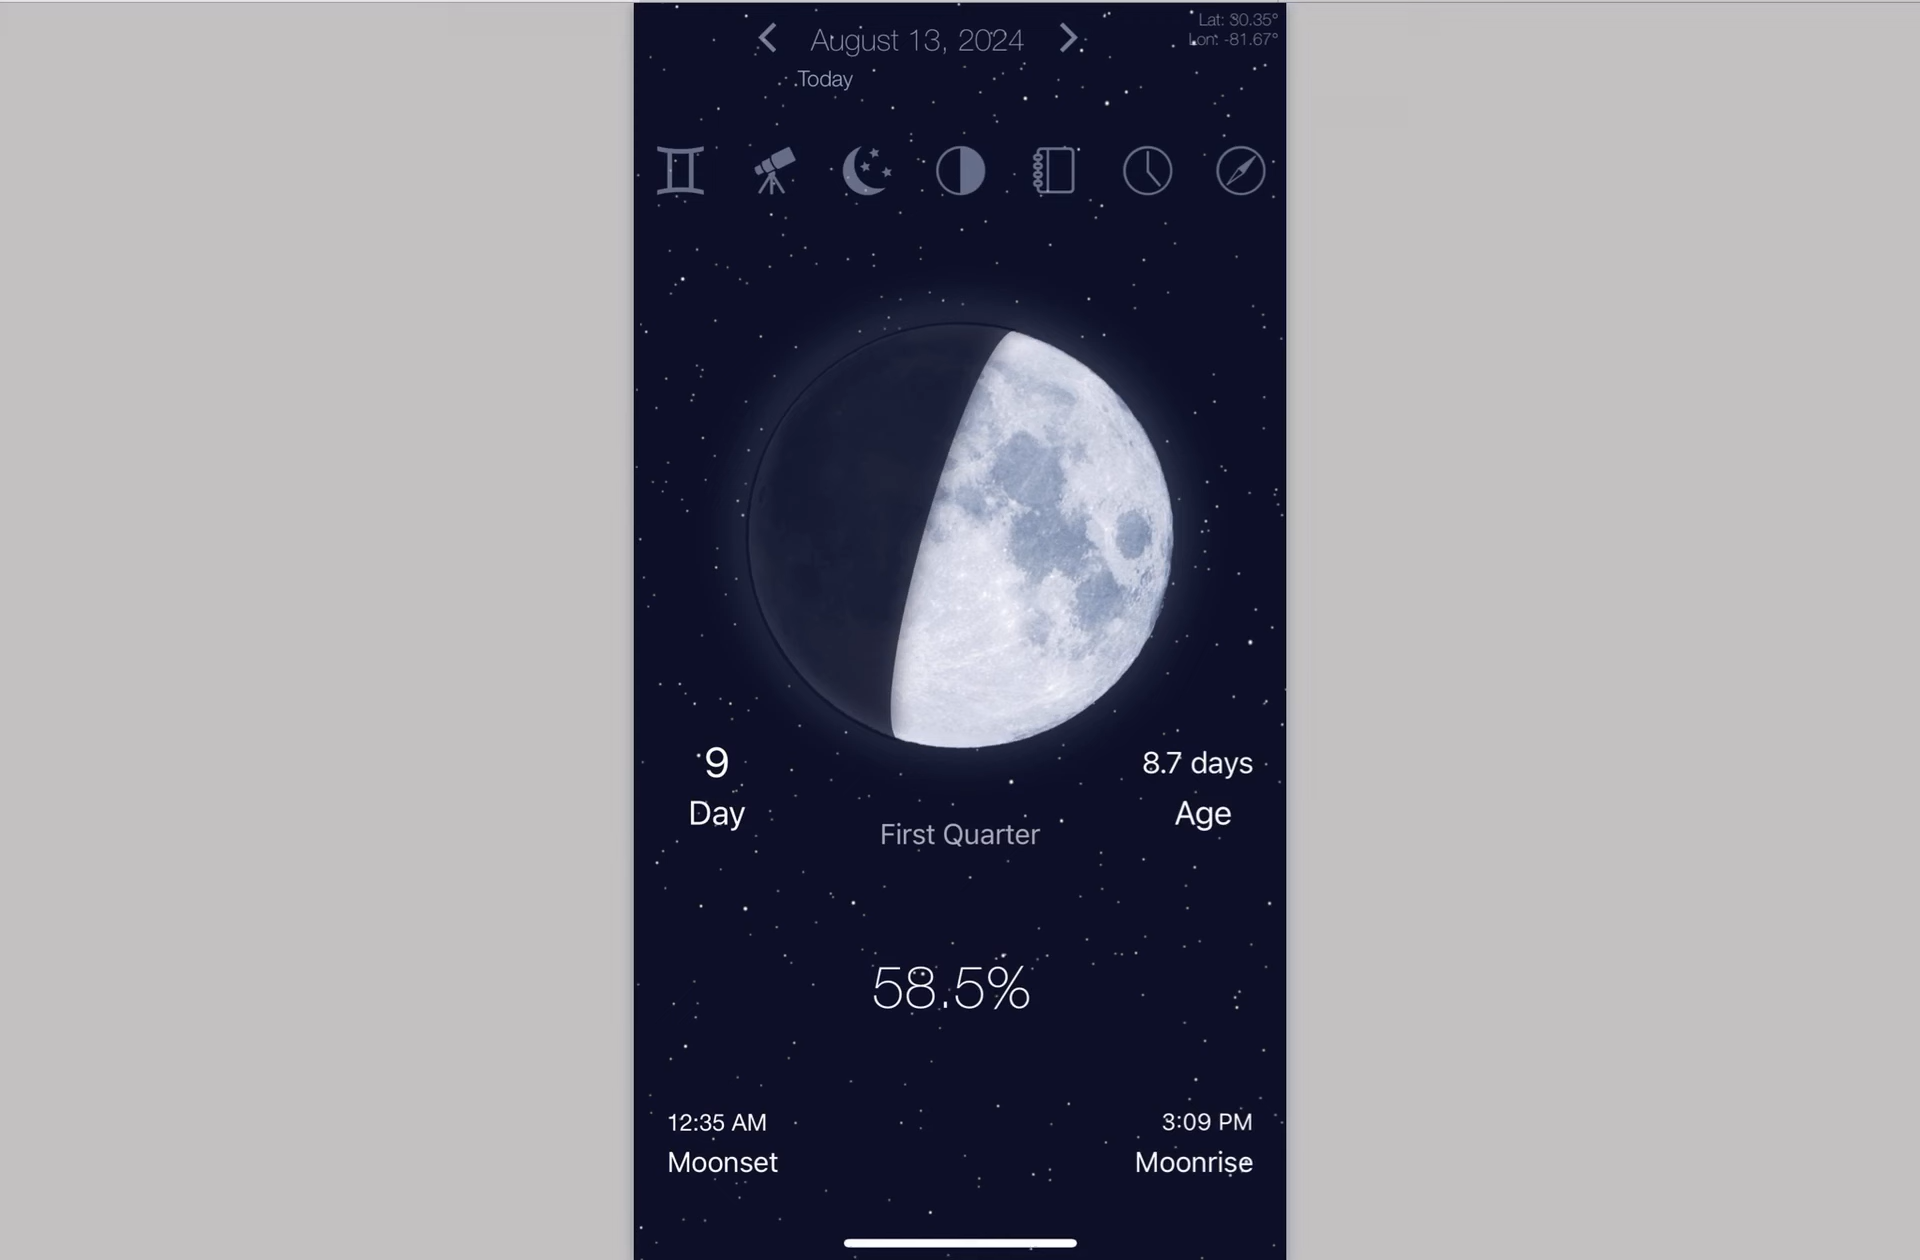 Lat: 30.35°
Lon: -81.67°
August 13, 2024
Today
9
Day
8.7 days
Age
First Quarter
58.5%
12:35 AM
Moonset
3:09 PM
Moonrise